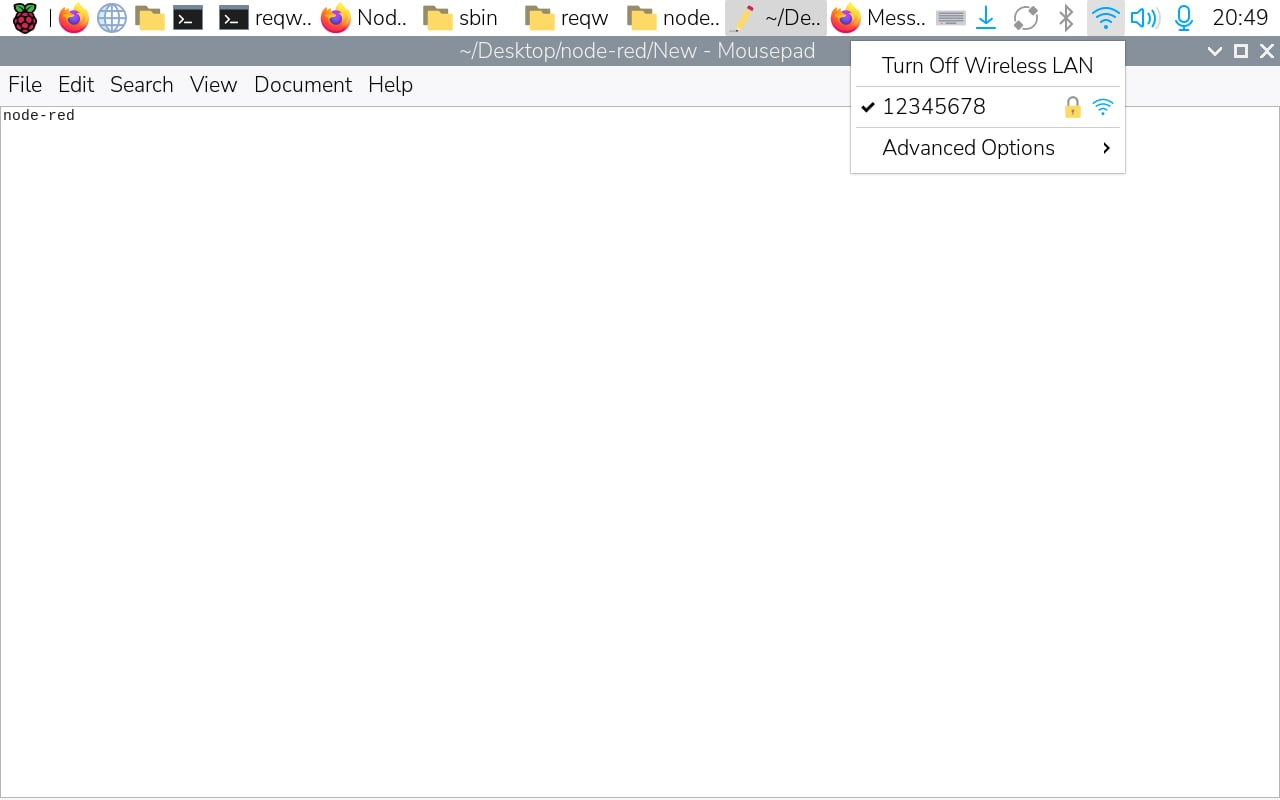 reqw.. Nod.. sbin reqw node.. ~/De.. Mess.. 20:49
~/Desktop/node-red/New - Mousepad
File Edit Search View Document Help
node-red
Turn Off Wireless LAN
12345678
Advanced Options